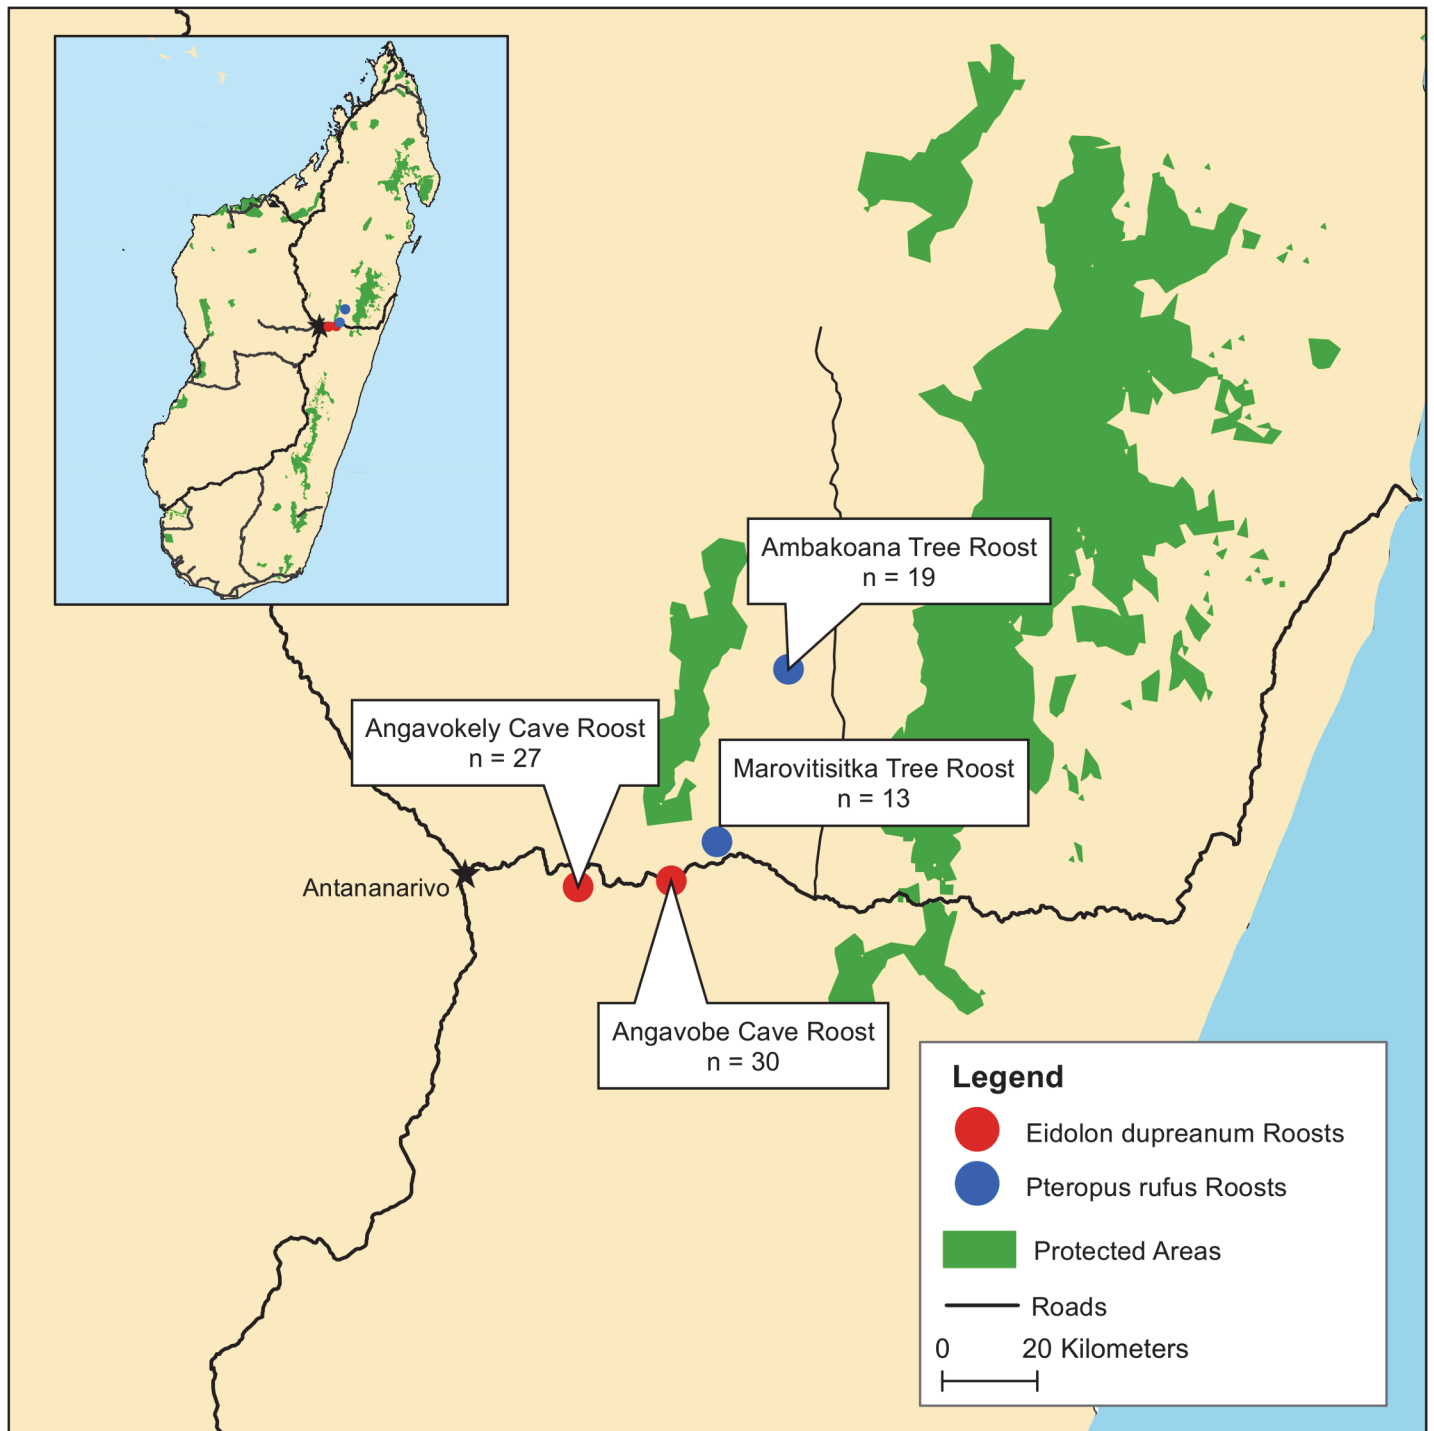 Ambakoana Tree Roost
n = 19
Angavokely Cave Roost
n = 27
Marovitisitka Tree Roost
n = 13
Antananarivo
Angavobe Cave Roost
n = 30
Legend
Eidolon dupreanum Roosts
Pteropus rufus Roosts
Protected Areas
Roads
0 20 Kilometers